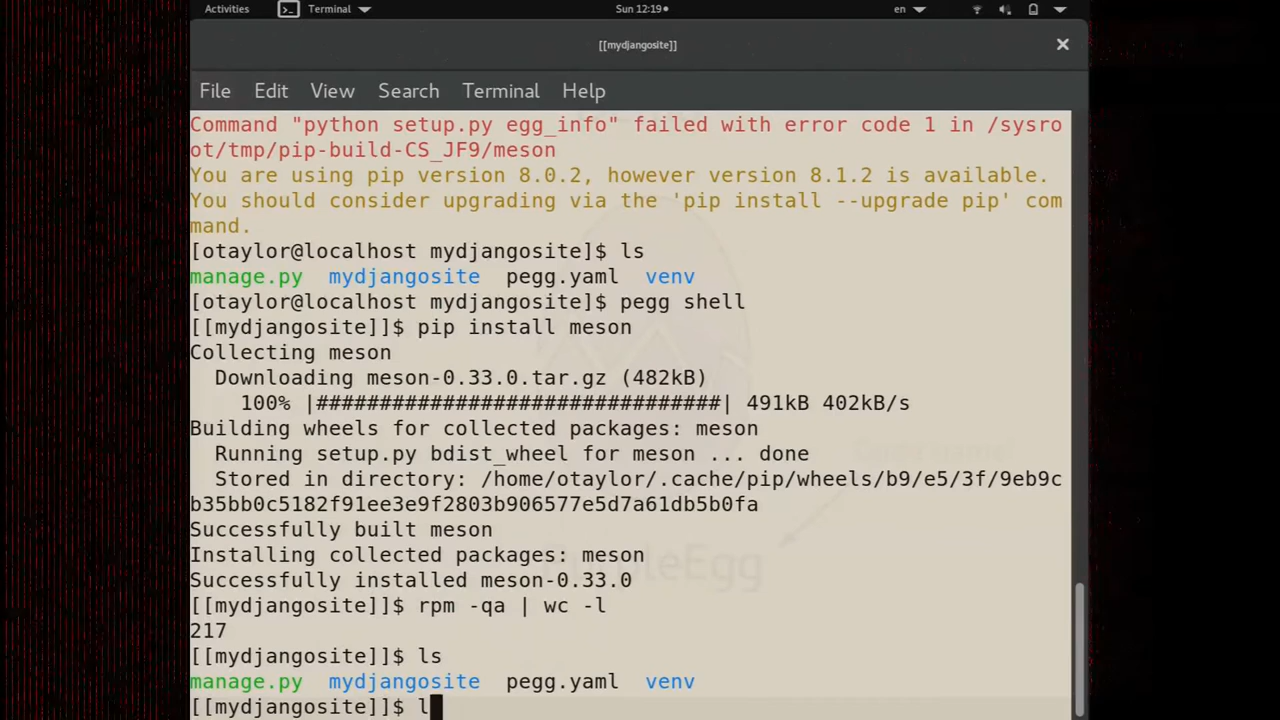 Activities Terminal Sun 12:19 en
[[mydjangosite]]
File Edit View Search Terminal Help
Command "python setup.py egg_info" failed with error code 1 in /sysro
ot/tmp/pip-build-CS_JF9/meson
You are using pip version 8.0.2, however version 8.1.2 is available.
You should consider upgrading via the 'pip install --upgrade pip' com
mand.
[otaylor@localhost mydjangosite]$ ls
manage.py mydjangosite pegg.yaml venv
[otaylor@localhost mydjangosite]$ pegg shell
[[mydjangosite]]$ pip install meson
Collecting meson
Downloading meson-0.33.0.tar.gz (482kB)
100% |################################| 491kB 402kB/s
Building wheels for collected packages: meson
Running setup.py bdist_wheel for meson ... done
Stored in directory: /home/otaylor/.cache/pip/wheels/b9/e5/3f/9eb9c
b35bb0c5182f91ee3e9f2803b906577e5d7a61db5b0fa
Successfully built meson
Installing collected packages: meson
PurpleEgg
Successfully installed meson-0.33.0
[[mydjangosite]]$ rpm -qa | wc -l
217
[[mydjangosite]]$ ls
manage.py mydjangosite pegg.yaml venv
[[mydjangosite]]$ l